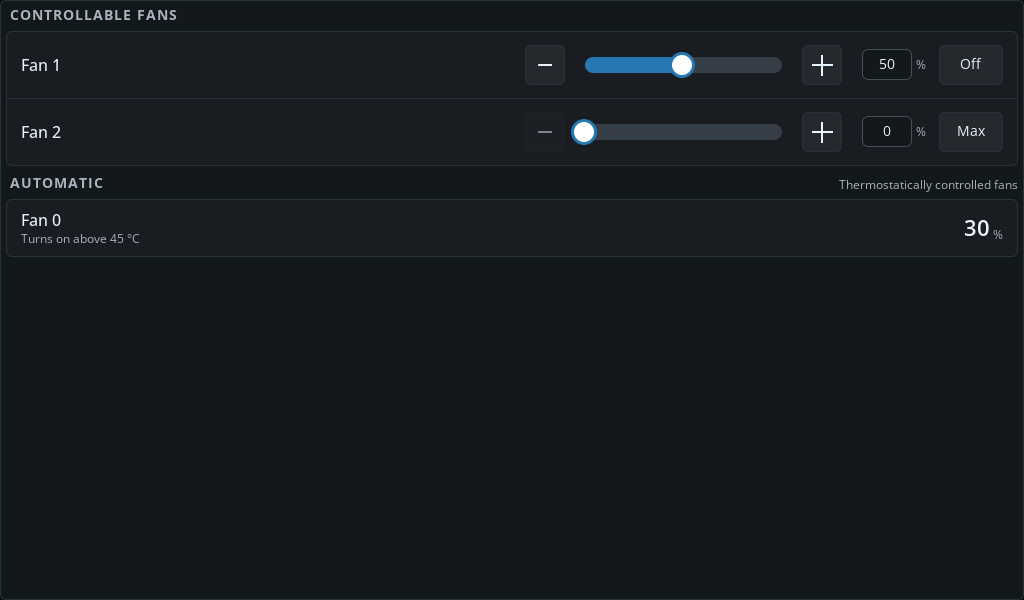 CONTROLLABLE FANS
Fan 1 50 % Off
Fan 2 0 % Max
AUTOMATIC Thermostatically controlled fans
Fan 0
Turns on above 45 °C
30 %